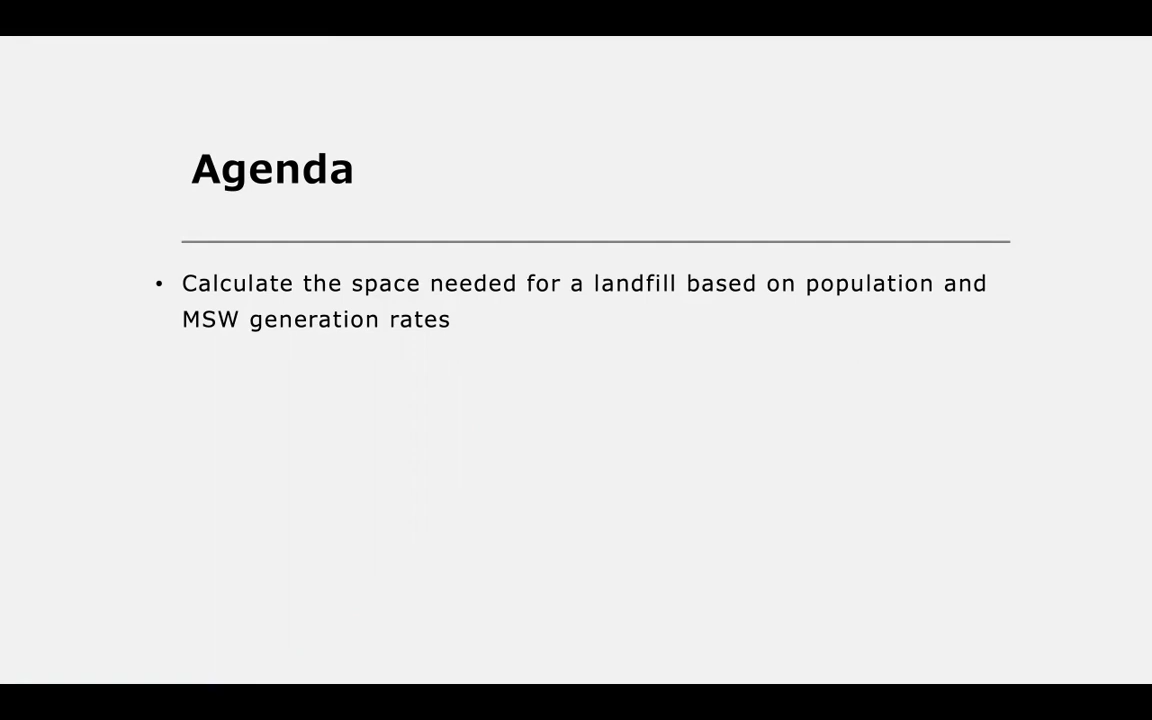 Agenda
• Calculate the space needed for a landfill based on population and
MSW generation rates